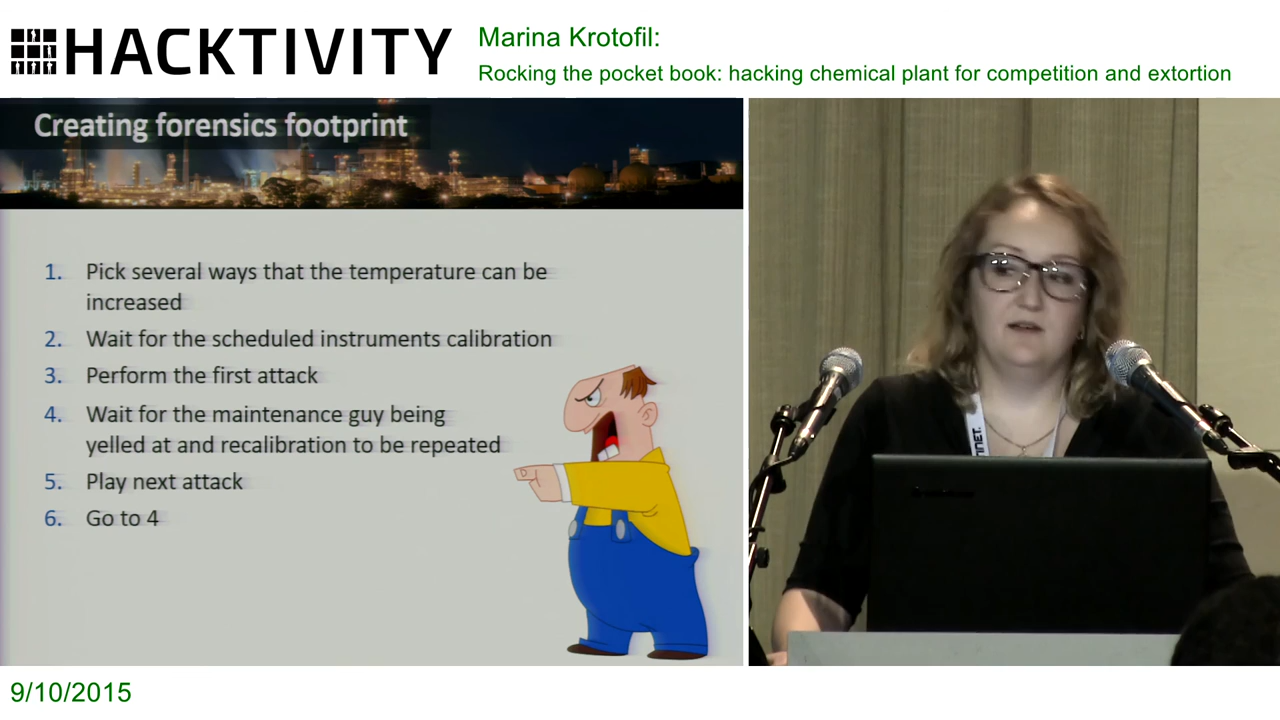 HACKTIVITY
Marina Krotofil:
Rocking the pocket book: hacking chemical plant for competition and extortion
Creating forensics footprint
1. Pick several ways that the temperature can be
increased
2. Wait for the scheduled instruments calibration
3. Perform the first attack
4. Wait for the maintenance guy being
yelled at and recalibration to be repeated
5. Play next attack
6. Go to 4
9/10/2015